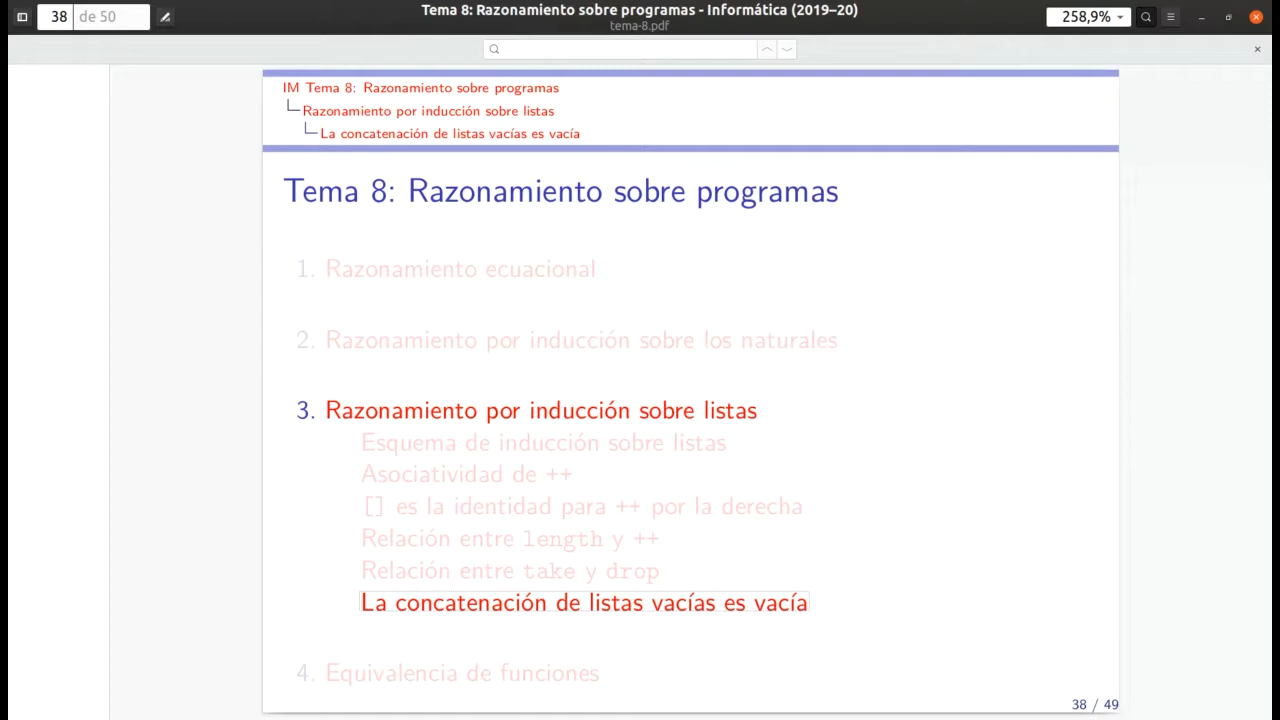 38 de 50
Tema 8: Razonamiento sobre programas - Informática (2019–20)
tema-8.pdf
258,9%
IM Tema 8: Razonamiento sobre programas
Razonamiento por inducción sobre listas
La concatenación de listas vacías es vacía
Tema 8: Razonamiento sobre programas
1. Razonamiento ecuacional
2. Razonamiento por inducción sobre los naturales
3. Razonamiento por inducción sobre listas
Esquema de inducción sobre listas
Asociatividad de ++
[] es la identidad para ++ por la derecha
Relación entre length y ++
Relación entre take y drop
La concatenación de listas vacías es vacía
4. Equivalencia de funciones
38 / 49